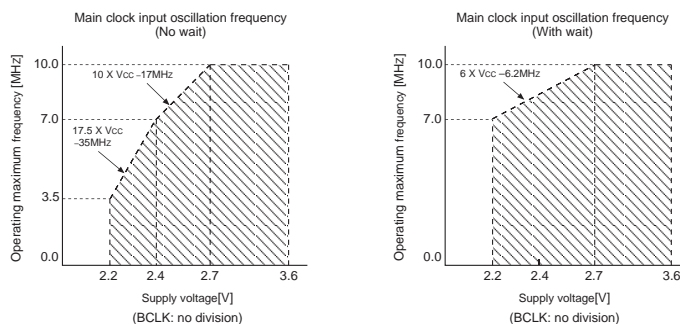 Main clock input oscillation frequency
(No wait)
Operating maximum frequency [MHz]
10.0
7.0
3.5
0.0
10 X Vcc -17MHz
17.5 X Vcc
-35MHz
2.2
2.4
2.7
3.6
Supply voltage[V]
(BCLK: no division)
Main clock input oscillation frequency
(With wait)
Operating maximum frequency [MHz]
10.0
7.0
0.0
6 X Vcc -6.2MHz
2.2
2.4
2.7
3.6
Supply voltage[V]
(BCLK: no division)